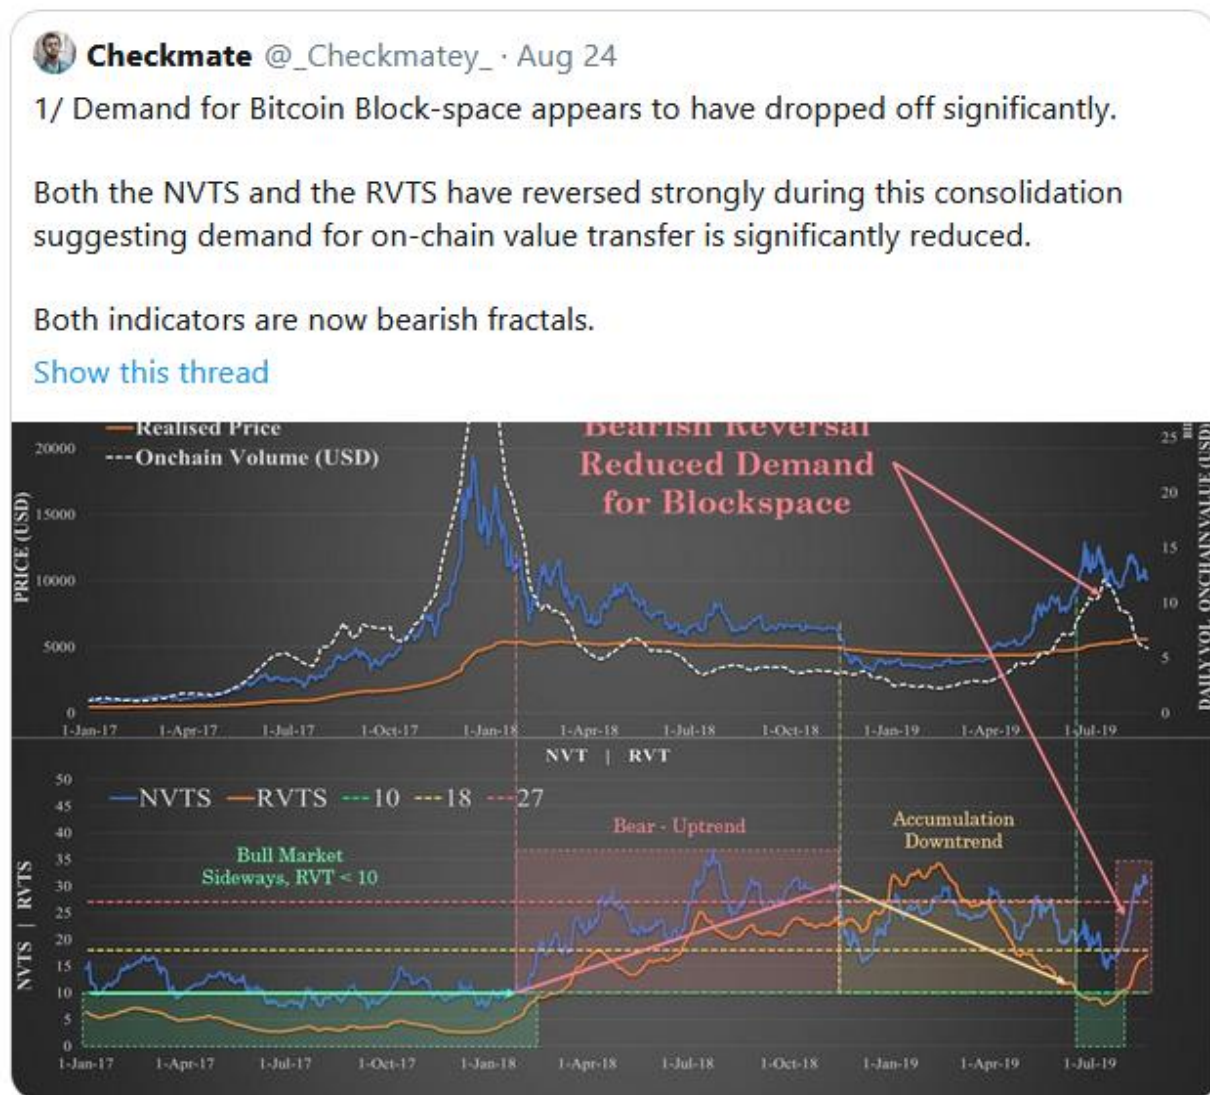 Checkmate @_Checkmatey_ · Aug 24
1/ Demand for Bitcoin Block-space appears to have dropped off significantly.
Both the NVTS and the RVTS have reversed strongly during this consolidation
suggesting demand for on-chain value transfer is significantly reduced.
Both indicators are now bearish fractals.
Show this thread
Realised Price
Onchain Volume (USD)
Bearish Reversal
Reduced Demand
for Blockspace
PRICE (USD)
20000
15000
10000
5000
0
25
20
15
10
5
0
DAILY VOL ONCHAIN VALUE (USD)
1-Jan-17 1-Apr-17 1-Jul-17 1-Oct-17 1-Jan-18 1-Apr-18 1-Jul-18 1-Oct-18 1-Jan-19 1-Apr-19 1-Jul-19
NVT | RVT
NVTS RVTS 10 18 27
Bull Market
Sideways, RVT < 10
Bear - Uptrend
Accumulation
Downtrend
NVTS | RVTS
50
45
40
35
30
25
20
15
10
5
0
1-Jan-17 1-Apr-17 1-Jul-17 1-Oct-17 1-Jan-18 1-Apr-18 1-Jul-18 1-Oct-18 1-Jan-19 1-Apr-19 1-Jul-19